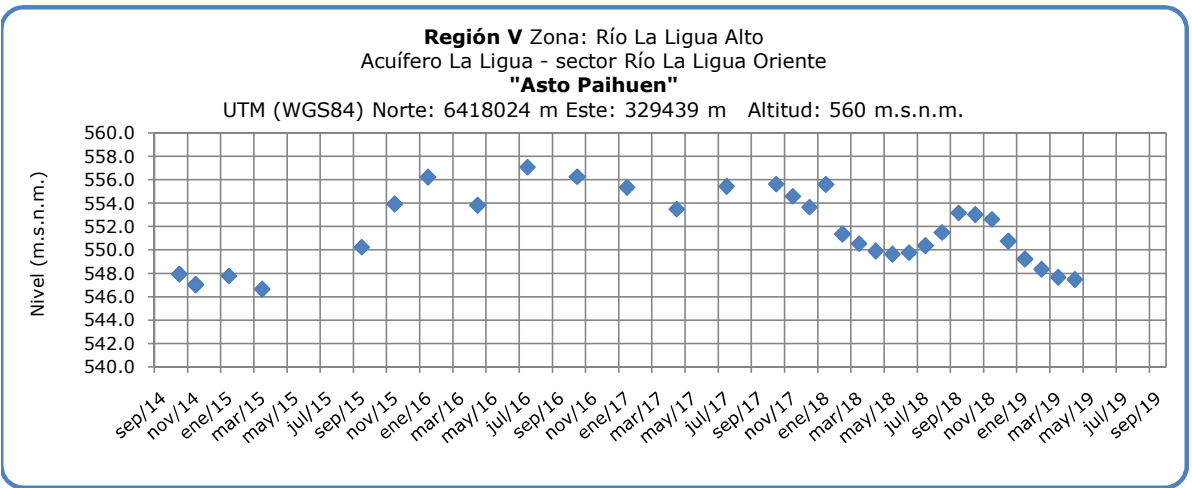 Región V Zona: Río La Ligua Alto
Acuífero La Ligua - sector Río La Ligua Oriente
"Asto Paihuen"
UTM (WGS84) Norte: 6418024 m Este: 329439 m Altitud: 560 m.s.n.m.
Nivel (m.s.n.m.)
560.0
558.0
556.0
554.0
552.0
550.0
548.0
546.0
544.0
542.0
540.0
sep/14
nov/14
ene/15
mar/15
may/15
jul/15
sep/15
nov/15
ene/16
mar/16
may/16
jul/16
sep/16
nov/16
ene/17
mar/17
may/17
jul/17
sep/17
nov/17
ene/18
mar/18
may/18
jul/18
sep/18
nov/18
ene/19
mar/19
may/19
jul/19
sep/19